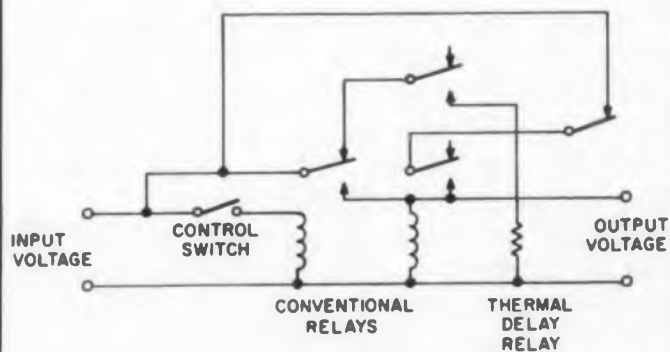 INPUT
VOLTAGE
CONTROL
SWITCH
OUTPUT
VOLTAGE
CONVENTIONAL
RELAYS
THERMAL
DELAY
RELAY